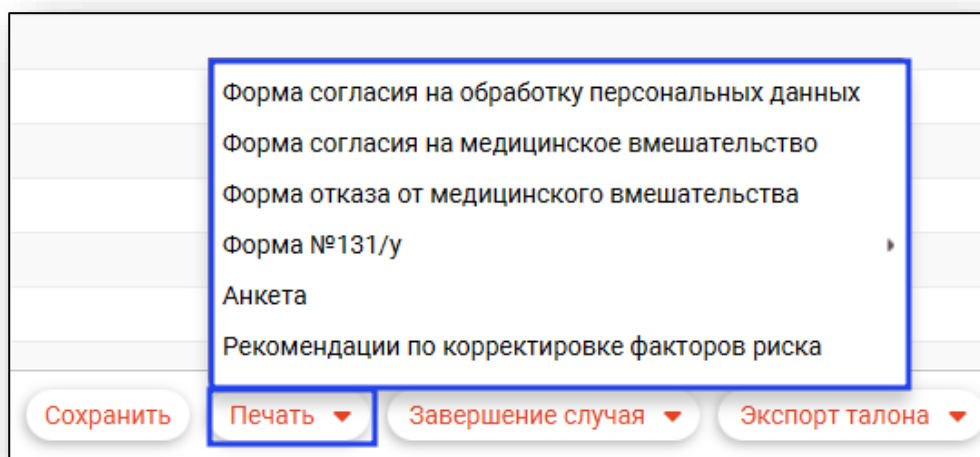 Форма согласия на обработку персональных данных
Форма согласия на медицинское вмешательство
Форма отказа от медицинского вмешательства
Форма №131/у
Анкета
Рекомендации по корректировке факторов риска
Сохранить Печать Завершение случая Экспорт талона